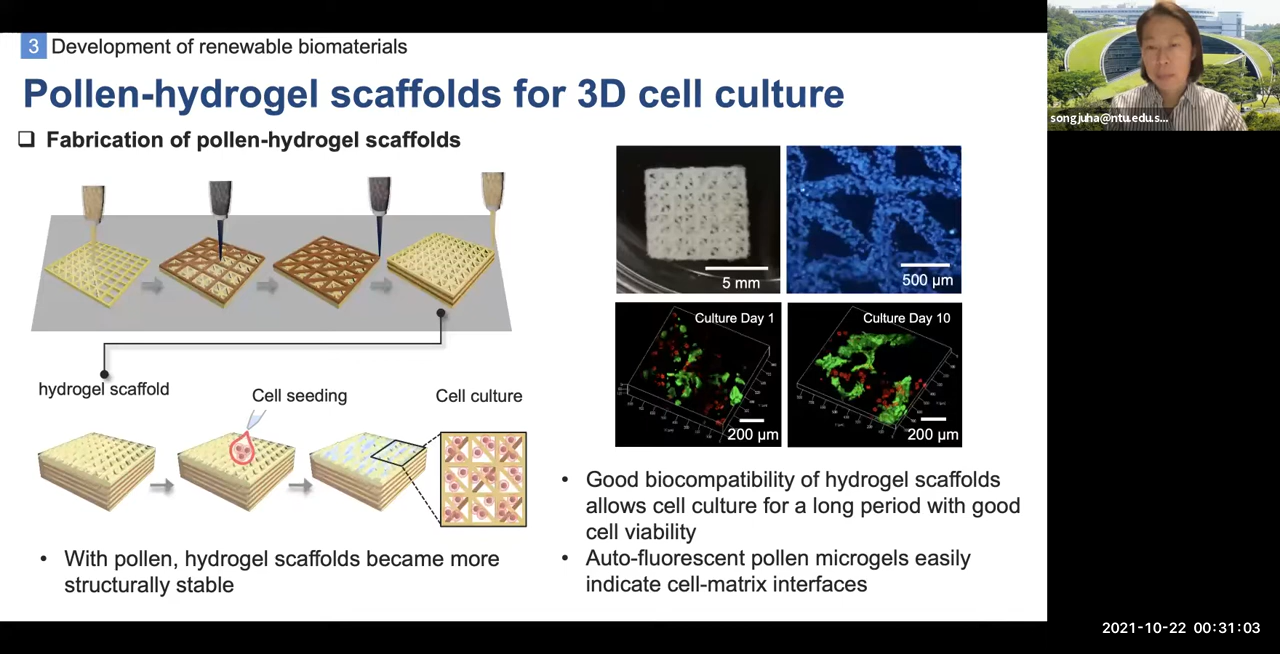 3 Development of renewable biomaterials
Pollen-hydrogel scaffolds for 3D cell culture
❑ Fabrication of pollen-hydrogel scaffolds
hydrogel scaffold
Cell seeding
Cell culture
• With pollen, hydrogel scaffolds became more
structurally stable
5 mm
500 µm
Culture Day 1
200 µm
Culture Day 10
200 µm
• Good biocompatibility of hydrogel scaffolds
allows cell culture for a long period with good
cell viability
• Auto-fluorescent pollen microgels easily
indicate cell-matrix interfaces
songjuha@ntu.edu.s...
2021-10-22 00:31:03